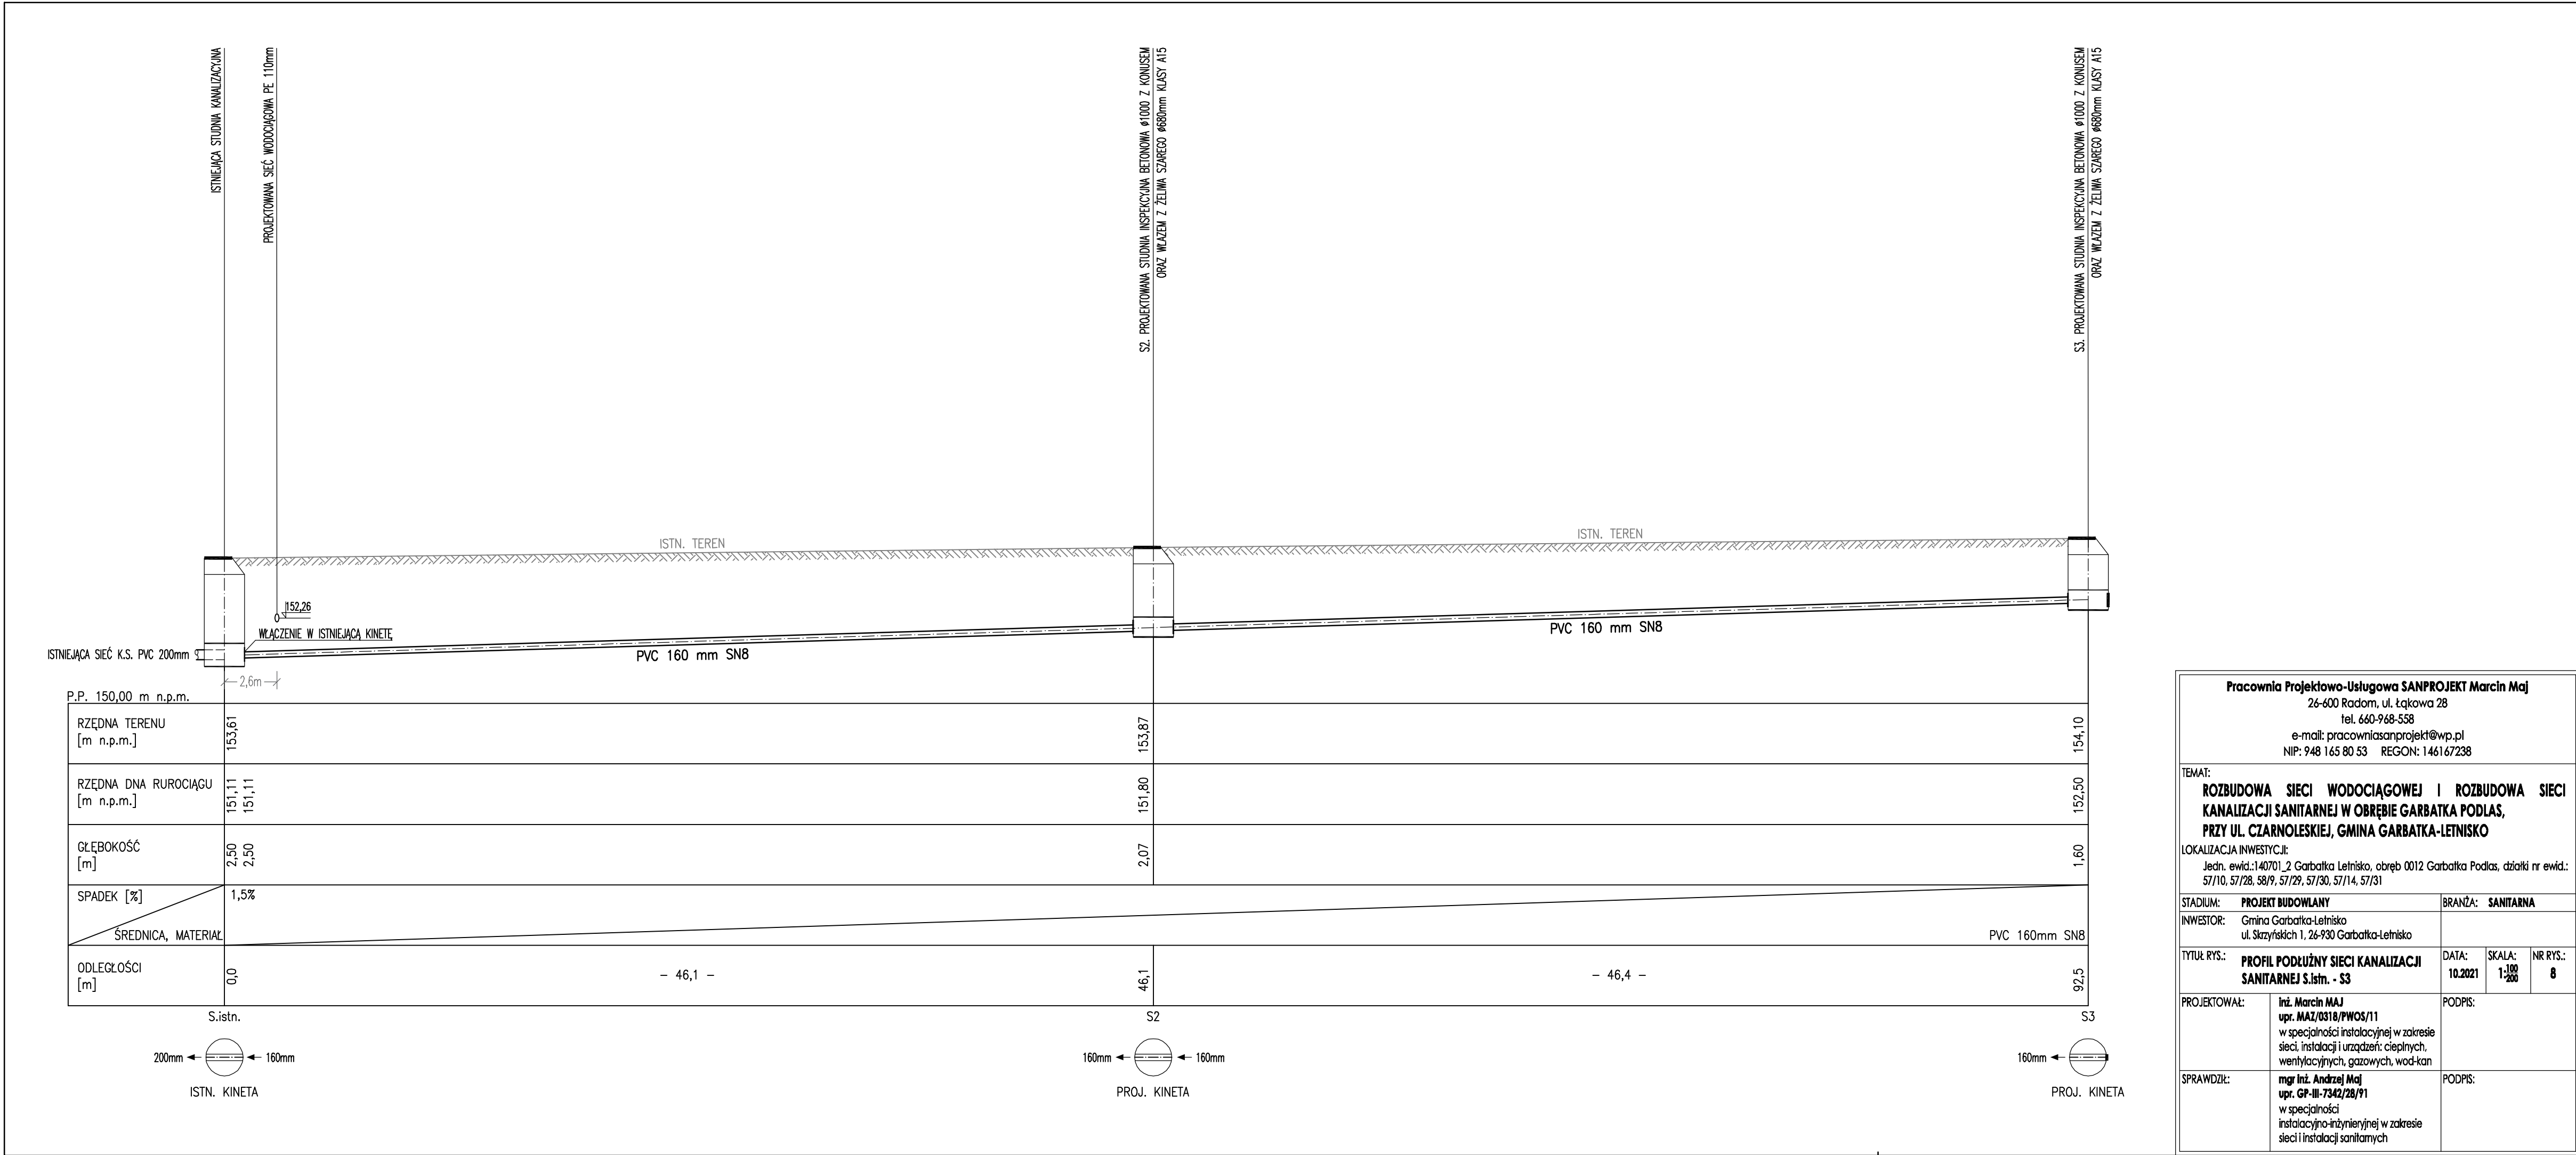 ISTNIEJĄCA STUDNIA KANALIZACYJNA
PROJEKTOWANA SIEĆ WODOCIĄGOWA PE 110mm
S2. PROJEKTOWANA STUDNIA INSPEKCYJNA BETONOWA ø1000 Z KONUSEM
ORAZ WŁAZEM Z ŻELIWA SZAREGO ø680mm KLASY A15
S3. PROJEKTOWANA STUDNIA INSPEKCYJNA BETONOWA ø1000 Z KONUSEM
ORAZ WŁAZEM Z ŻELIWA SZAREGO ø680mm KLASY A15
ISTN. TEREN
ISTN. TEREN
152,26
WŁĄCZENIE W ISTNIEJĄCĄ KINETĘ
ISTNIEJĄCA SIEĆ K.S. PVC 200mm
PVC 160 mm SN8
PVC 160 mm SN8
2,6m
P.P. 150,00 m n.p.m.
RZĘDNA TERENU
[m n.p.m.]
153,61
153,87
154,10
RZĘDNA DNA RUROCIĄGU
[m n.p.m.]
151,11
151,11
151,80
152,50
GŁĘBOKOŚĆ
[m]
2,50
2,50
2,07
1,60
SPADEK [%]
1,5%
ŚREDNICA, MATERIAŁ
PVC 160mm SN8
ODLEGŁOŚCI
[m]
0,0
- 46,1 -
46,1
- 46,4 -
92,5
S.istn.
S2
S3
200mm
160mm
160mm
160mm
160mm
ISTN. KINETA
PROJ. KINETA
PROJ. KINETA
Pracownia Projektowo-Usługowa SANPROJEKT Marcin Maj
26-600 Radom, ul. Łąkowa 28
tel. 660-968-558
e-mail: pracowniasanprojekt@wp.pl
NIP: 948 165 80 53 REGON: 146167238
TEMAT:
ROZBUDOWA SIECI WODOCIĄGOWEJ I ROZBUDOWA SIECI
KANALIZACJI SANITARNEJ W OBRĘBIE GARBATKA PODLAS,
PRZY UL. CZARNOLESKIEJ, GMINA GARBATKA-LETNISKO
LOKALIZACJA INWESTYCJI:
Jedn. ewid.:140701_2 Garbatka Letnisko, obręb 0012 Garbatka Podlas, działki nr ewid.:
57/10, 57/28, 58/9, 57/29, 57/30, 57/14, 57/31
STADIUM: PROJEKT BUDOWLANY
BRANŻA: SANITARNA
INWESTOR: Gmina Garbatka-Letnisko
ul. Skrzyńskich 1, 26-930 Garbatka-Letnisko
TYTUŁ RYS.: PROFIL PODŁUŻNY SIECI KANALIZACJI
SANITARNEJ S.istn. - S3
DATA:
10.2021
SKALA:
1:100
200
NR RYS.:
8
PROJEKTOWAŁ:
inż. Marcin MAJ
upr. MAZ/0318/PWOS/11
w specjalności instalacyjnej w zakresie
sieci, instalacji i urządzeń: cieplnych,
wentylacyjnych, gazowych, wod-kan
PODPIS:
SPRAWDZIŁ:
mgr inż. Andrzej Maj
upr. GP-III-7342/28/91
w specjalności
instalacyjno-inżynieryjnej w zakresie
sieci i instalacji sanitarnych
PODPIS: